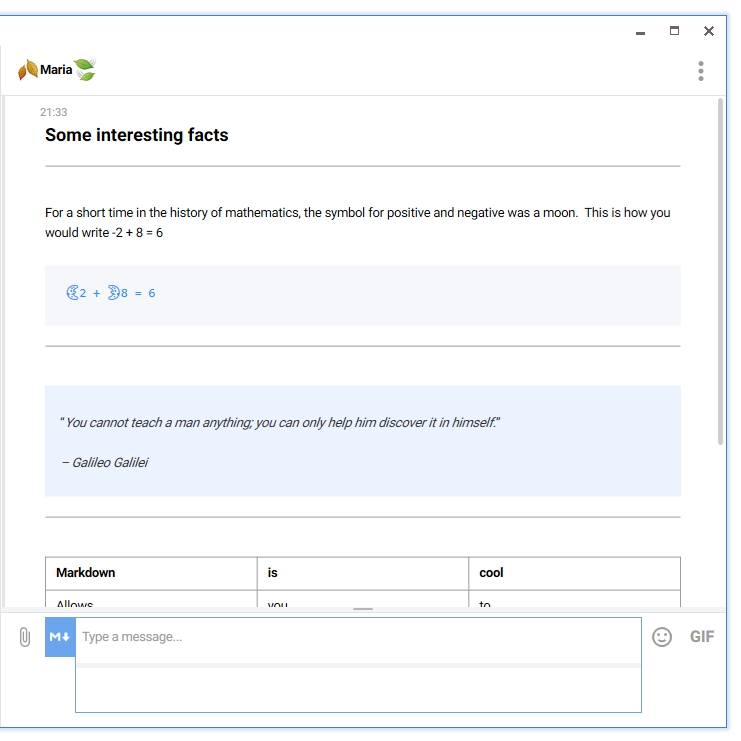 Maria
21:33
Some interesting facts
For a short time in the history of mathematics, the symbol for positive and negative was a moon.  This is how you
would write -2 + 8 = 6
🌜2 + 🌛8 = 6
“You cannot teach a man anything; you can only help him discover it in himself.”
– Galileo Galilei
Markdown is cool
Allows you to
M↓ Type a message... GIF